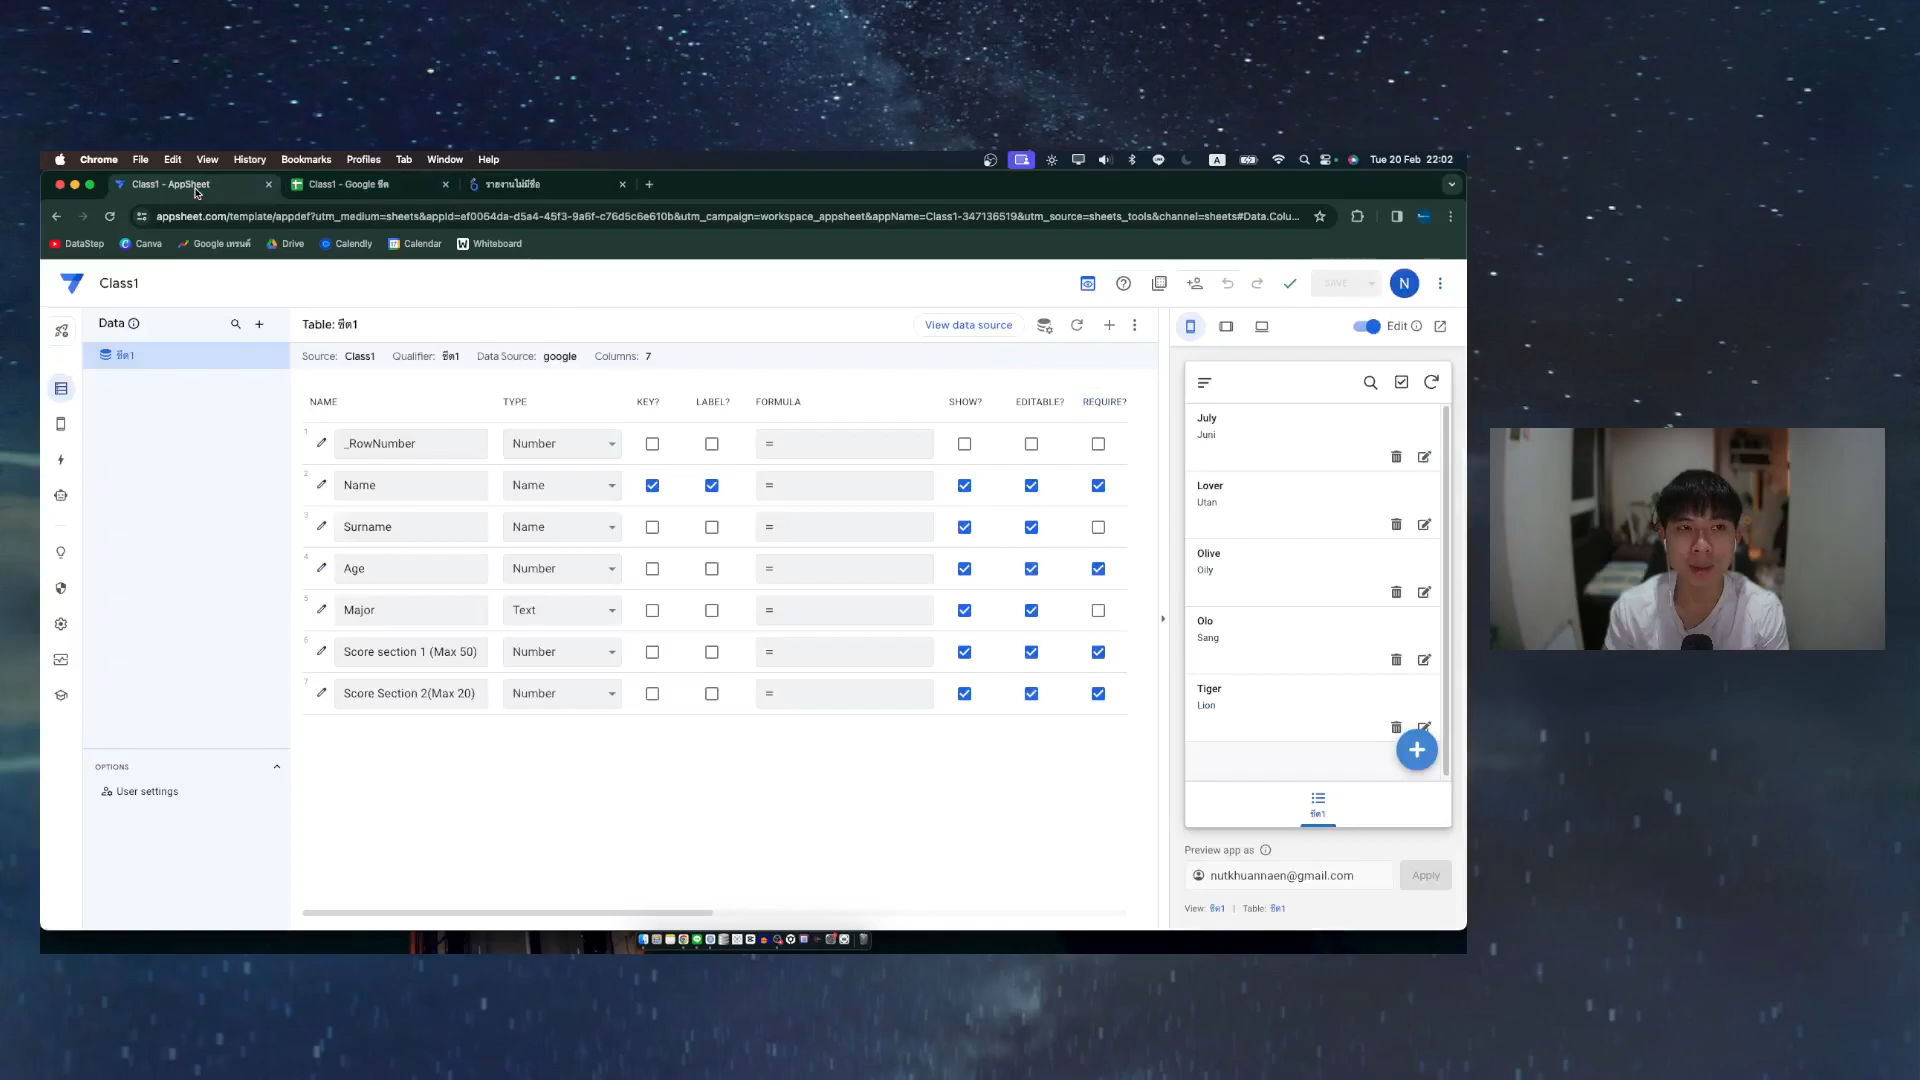 Chrome File Edit View History Bookmarks Profiles Tab Window Help A Tue 20 Feb 22:02
Class1 - AppSheet Class1 - Google ชีต รายงานไม่มีชื่อ
appsheet.com/template/appdef?utm_medium=sheets&appId=ef0064da-d5a4-45f3-9a6f-c76d5c6e610b&utm_campaign=workspace_appsheet&appName=Class1-347136519&utm_source=sheets_tools&channel=sheets#Data.Colu...
DataStep Canva Google เทรนด์ Drive Calendly Calendar Whiteboard
Class1 SAVE N
Data
ชีต1
OPTIONS
User settings
Table: ชีต1 View data source
Source: Class1 Qualifier: ชีต1 Data Source: google Columns: 7
NAME TYPE KEY? LABEL? FORMULA SHOW? EDITABLE? REQUIRE?
1 _RowNumber Number =
2 Name Name =
3 Surname Name =
4 Age Number =
5 Major Text =
6 Score section 1 (Max 50) Number =
7 Score Section 2(Max 20) Number =
Edit
July
Juni
Lover
Utan
Olive
Oily
Olo
Sang
Tiger
Lion
ชีต1
Preview app as
nutkhuannaen@gmail.com Apply
View: ชีต1 | Table: ชีต1